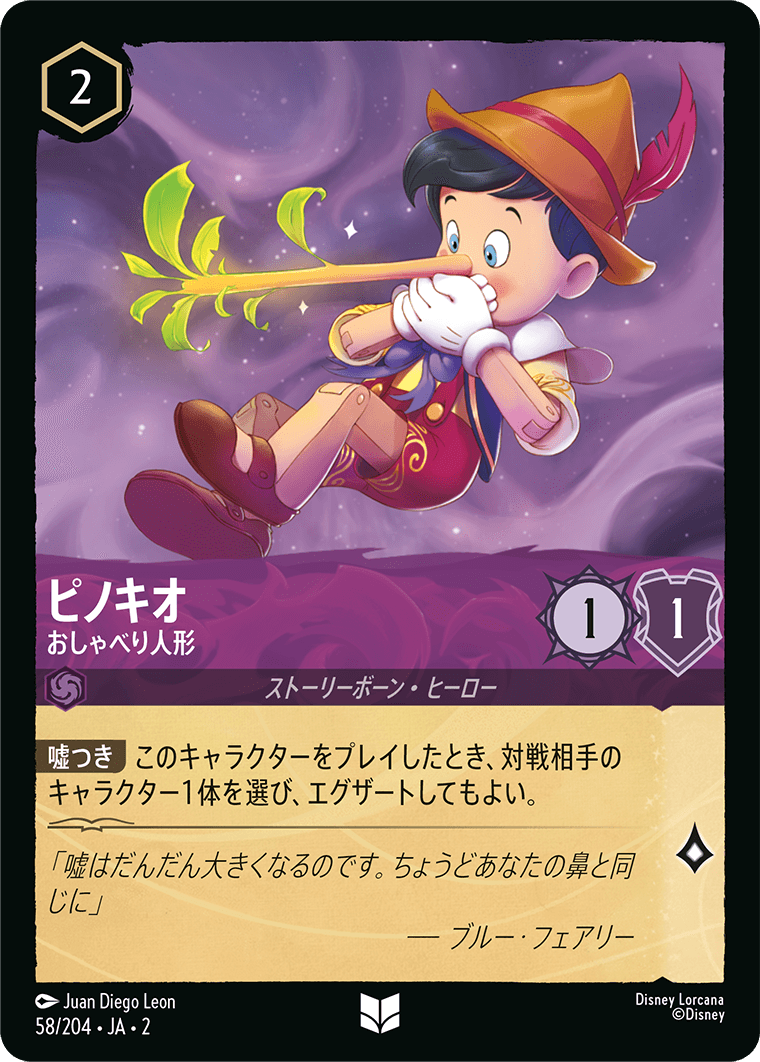 2
ピノキオ
おしゃべり人形
1 1
ストーリーボーン・ヒーロー
嘘つき このキャラクターをプレイしたとき、対戦相手の
キャラクター1体を選び、エグザートしてもよい。
「嘘はだんだん大きくなるのです。ちょうどあなたの鼻と同
じに」
— ブルー・フェアリー
Juan Diego Leon
58/204 • JA • 2
Disney Lorcana
©Disney